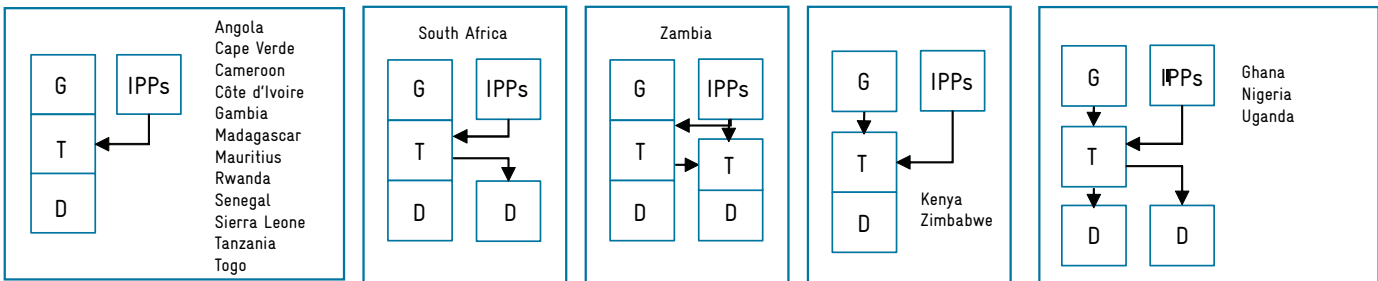 G
IPPs
T
D
Angola
Cape Verde
Cameroon
Côte d'Ivoire
Gambia
Madagascar
Mauritius
Rwanda
Senegal
Sierra Leone
Tanzania
Togo
South Africa
G
IPPs
T
D
D
Zambia
G
IPPs
T
T
D
D
G
IPPs
T
D
Kenya
Zimbabwe
G
IPPs
T
D
D
Ghana
Nigeria
Uganda